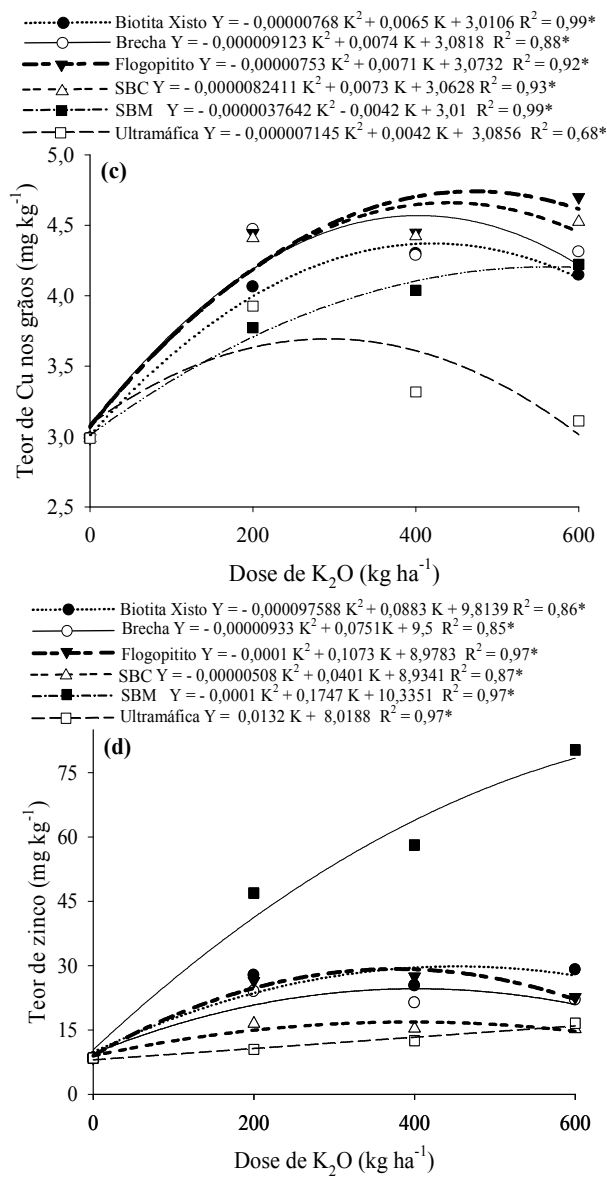 Biotita Xisto Y = - 0,00000768 K² + 0,0065 K + 3,0106 R² = 0,99*
Brecha Y = - 0,000009123 K² + 0,0074 K + 3,0818 R² = 0,88*
Flogopitito Y = - 0,00000753 K² + 0,0071 K + 3,0732 R² = 0,92*
SBC Y = - 0,0000082411 K² + 0,0073 K + 3,0628 R² = 0,93*
SBM Y = - 0,0000037642 K² - 0,0042 K + 3,01 R² = 0,99*
Ultramáfica Y = - 0,000007145 K² + 0,0042 K + 3,0856 R² = 0,68*
(c)
Teor de Cu nos grãos (mg kg⁻¹)
5,0
4,5
4,0
3,5
3,0
2,5
0 200 400 600
Dose de K₂O (kg ha⁻¹)
Biotita Xisto Y = - 0,000097588 K² + 0,0883 K + 9,8139 R² = 0,86*
Brecha Y = - 0,00000933 K² + 0,0751K + 9,5 R² = 0,85*
Flogopitito Y = -0,0001 K² + 0,1073 K + 8,9783 R² = 0,97*
SBC Y = - 0,00000508 K² + 0,0401 K + 8,9341 R² = 0,87*
SBM Y = -0,0001 K² + 0,1747 K + 10,3351 R² = 0,97*
Ultramáfica Y = 0,0132 K + 8,0188 R² = 0,97*
(d)
Teor de zinco (mg kg⁻¹)
75
60
45
30
15
0
0 200 400 600
Dose de K₂O (kg ha⁻¹)